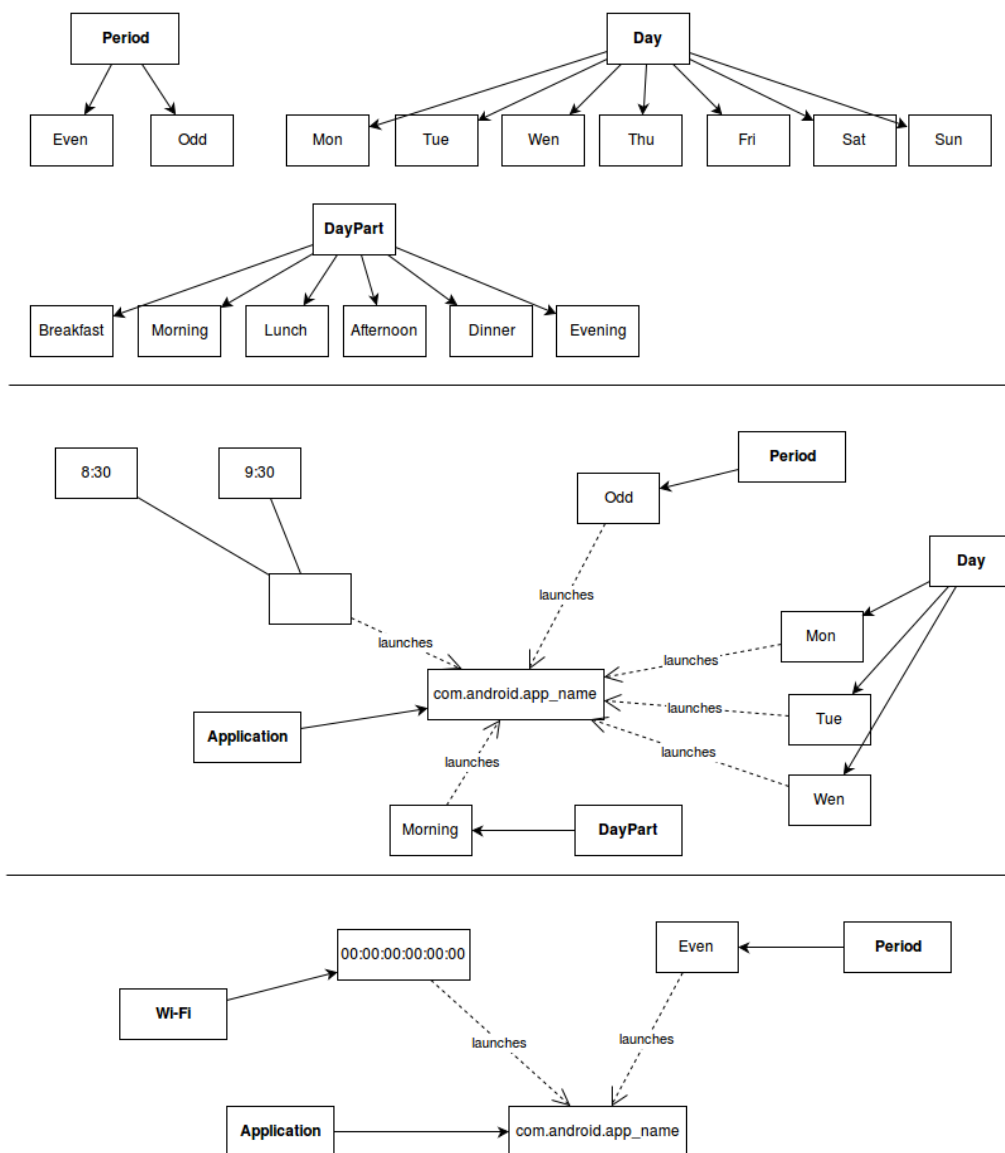 Period
Day
Even
Odd
Mon
Tue
Wen
Thu
Fri
Sat
Sun
DayPart
Breakfast
Morning
Lunch
Afternoon
Dinner
Evening
8:30
9:30
Period
Odd
Day
launches
Mon
launches
launches
com.android.app_name
launches
Tue
Application
launches
launches
Wen
Morning
DayPart
00:00:00:00:00:00
Even
Period
Wi-Fi
launches
launches
Application
com.android.app_name